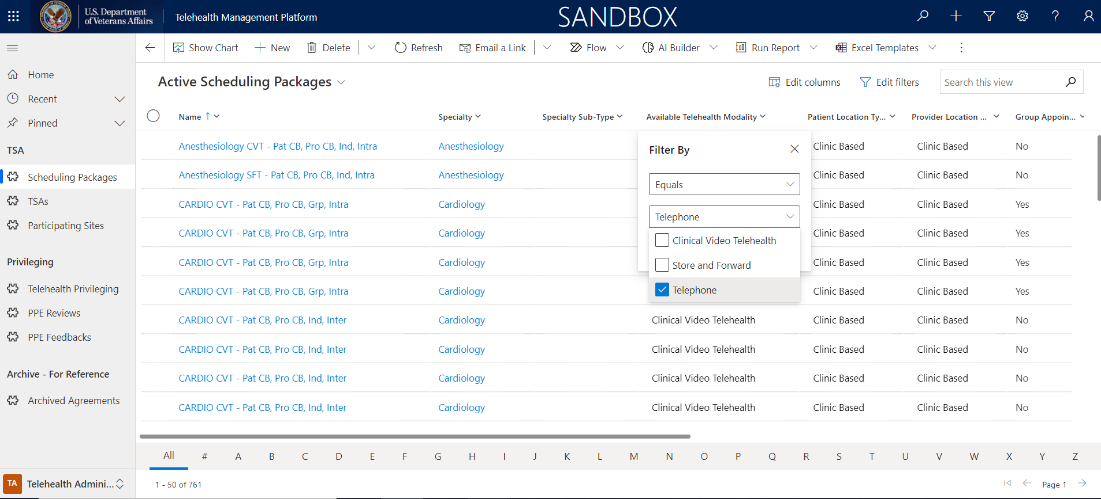 U.S. Department
of Veterans Affairs
Telehealth Management Platform
SANDBOX
Show Chart
New
Delete
Refresh
Email a Link
Flow
AI Builder
Run Report
Excel Templates
Home
Recent
Pinned
TSA
Scheduling Packages
TSAs
Participating Sites
Privileging
Telehealth Privileging
PPE Reviews
PPE Feedbacks
Archive - For Reference
Archived Agreements
TA Telehealth Admini...
Active Scheduling Packages
Edit columns
Edit filters
Search this view
Name Specialty Specialty Sub-Type Available Telehealth Modality Patient Location Ty... Provider Location ... Group Appoin...
Anesthesiology CVT - Pat CB, Pro CB, Ind, Intra Anesthesiology Clinic Based Clinic Based No
Anesthesiology SFT - Pat CB, Pro CB, Ind, Intra Anesthesiology Clinic Based Clinic Based No
CARDIO CVT - Pat CB, Pro CB, Grp, Intra Cardiology Clinic Based Clinic Based Yes
CARDIO CVT - Pat CB, Pro CB, Grp, Intra Cardiology Clinic Based Clinic Based Yes
CARDIO CVT - Pat CB, Pro CB, Grp, Intra Cardiology Clinic Based Clinic Based Yes
CARDIO CVT - Pat CB, Pro CB, Grp, Intra Cardiology Clinic Based Clinic Based Yes
CARDIO CVT - Pat CB, Pro CB, Ind, Inter Cardiology Clinical Video Telehealth Clinic Based Clinic Based No
CARDIO CVT - Pat CB, Pro CB, Ind, Inter Cardiology Clinical Video Telehealth Clinic Based Clinic Based No
CARDIO CVT - Pat CB, Pro CB, Ind, Inter Cardiology Clinical Video Telehealth Clinic Based Clinic Based No
CARDIO CVT - Pat CB, Pro CB, Ind, Inter Cardiology Clinical Video Telehealth Clinic Based Clinic Based No
Filter By
Equals
Telephone
Clinical Video Telehealth
Store and Forward
Telephone
All # A B C D E F G H I J K L M N O P Q R S T U V W X Y Z
1 - 50 of 761
Page 1